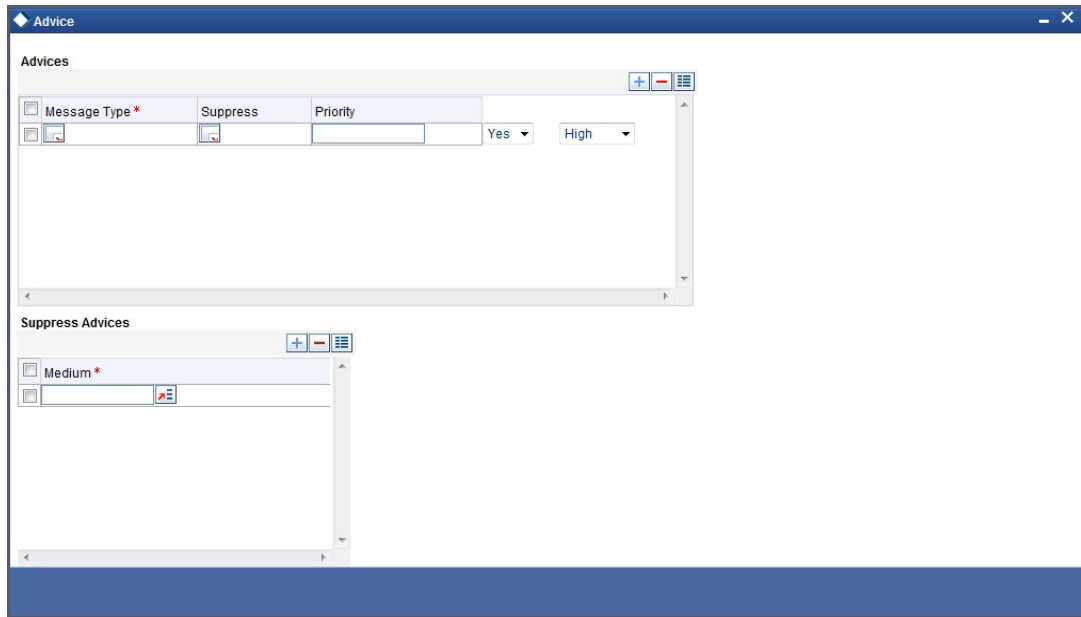 Advice
Advices
Message Type * Suppress Priority
Yes High
Suppress Advices
Medium *